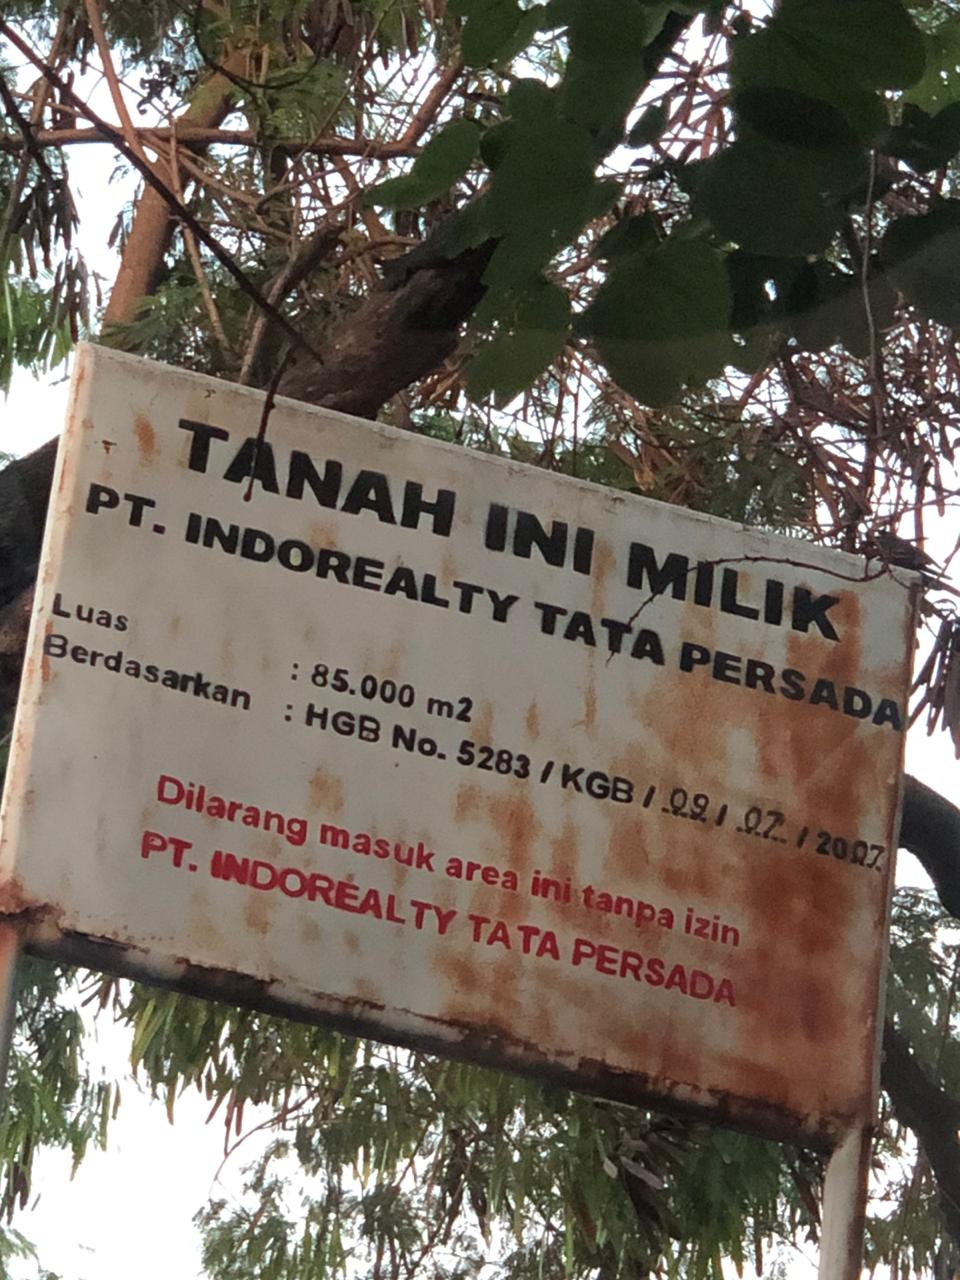 TANAH INI MILIK
PT. INDOREALTY TATA PERSADA
Luas : 85.000 m2
Berdasarkan : HGB No. 5283 / KGB / 09 / 07 / 2007
Dilarang masuk area ini tanpa izin
PT. INDOREALTY TATA PERSADA